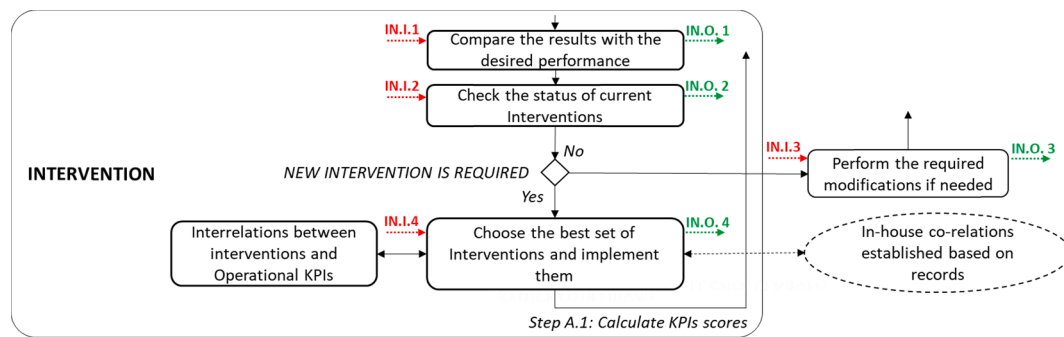 IN.I.1
IN.O. 1
Compare the results with the
desired performance
IN.I.2
IN.O. 2
Check the status of current
Interventions
No
IN.I.3
IN.O. 3
INTERVENTION
NEW INTERVENTION IS REQUIRED
Perform the required
modifications if needed
Yes
IN.I.4
IN.O. 4
Interrelations between
interventions and
Operational KPIs
Choose the best set of
Interventions and implement
them
In-house co-relations
established based on
records
Step A.1: Calculate KPIs scores